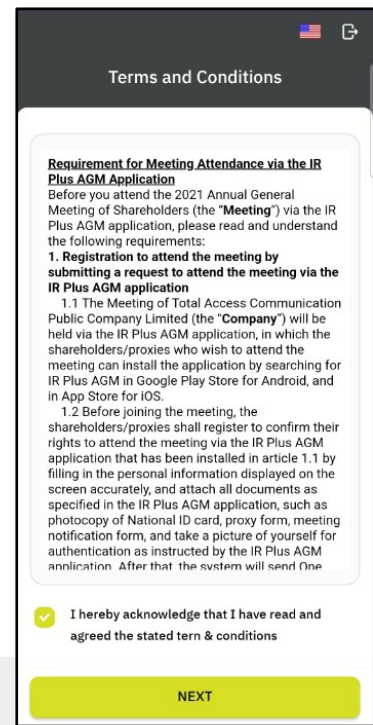 Terms and Conditions
Requirement for Meeting Attendance via the IR
Plus AGM Application
Before you attend the 2021 Annual General
Meeting of Shareholders (the “Meeting”) via the IR
Plus AGM application, please read and understand
the following requirements:
1. Registration to attend the meeting by
submitting a request to attend the meeting via the
IR Plus AGM application
1.1 The Meeting of Total Access Communication
Public Company Limited (the “Company”) will be
held via the IR Plus AGM application, in which the
shareholders/proxies who wish to attend the
meeting can install the application by searching for
IR Plus AGM in Google Play Store for Android, and
in App Store for iOS.
1.2 Before joining the meeting, the
shareholders/proxies shall register to confirm their
rights to attend the meeting via the IR Plus AGM
application that has been installed in article 1.1 by
filling in the personal information displayed on the
screen accurately, and attach all documents as
specified in the IR Plus AGM application, such as
photocopy of National ID card, proxy form, meeting
notification form, and take a picture of yourself for
authentication as instructed by the IR Plus AGM
application. After that, the system will send One
I hereby acknowledge that I have read and
agreed the stated tern & conditions
NEXT